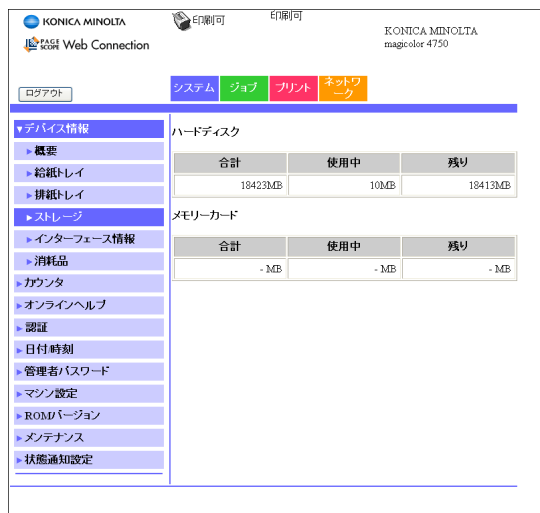 KONICA MINOLTA
PAGE SCOPE Web Connection
印刷可
印刷可
KONICA MINOLTA
magicolor 4750
ログアウト
システム
ジョブ
プリント
ネットワ
ーク
▼デバイス情報
▶概要
▶給紙トレイ
▶排紙トレイ
▶ストレージ
▶インターフェース情報
▶消耗品
▶カウンタ
▶オンラインヘルプ
▶認証
▶日付/時刻
▶管理者パスワード
▶マシン設定
▶ROMバージョン
▶メンテナンス
▶状態通知設定
ハードディスク
合計 使用中 残り
18423MB 10MB 18413MB
メモリーカード
合計 使用中 残り
- MB - MB - MB